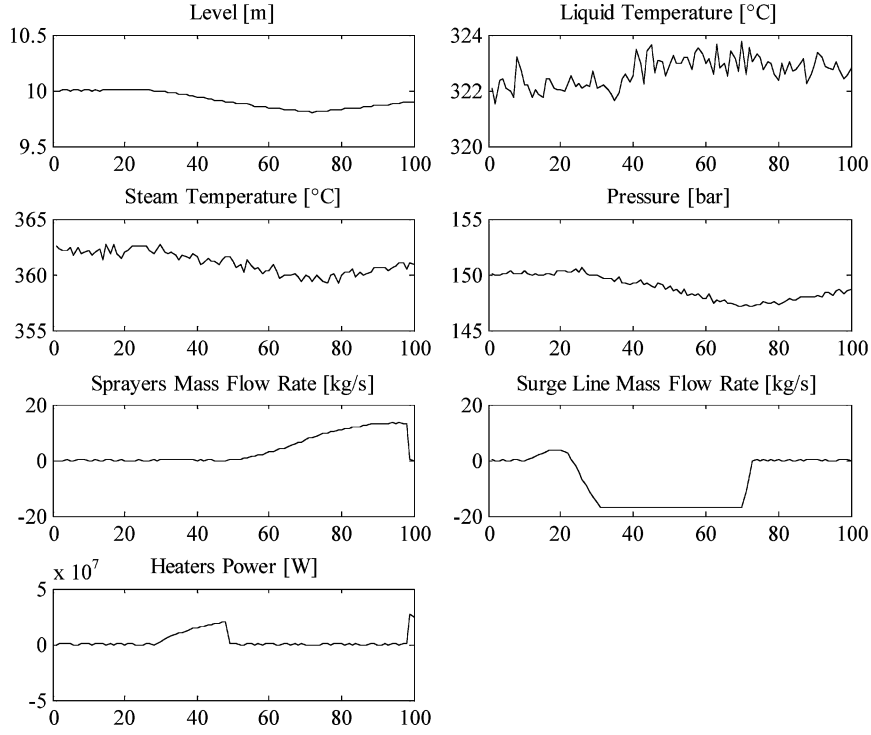 Level [m]
10.5
10
9.5
0 20 40 60 80 100
Liquid Temperature [°C]
324
322
320
0 20 40 60 80 100
Steam Temperature [°C]
365
360
355
0 20 40 60 80 100
Pressure [bar]
155
150
145
0 20 40 60 80 100
Sprayers Mass Flow Rate [kg/s]
20
0
-20
0 20 40 60 80 100
Surge Line Mass Flow Rate [kg/s]
20
0
-20
0 20 40 60 80 100
x 10⁷ Heaters Power [W]
5
0
-5
0 20 40 60 80 100